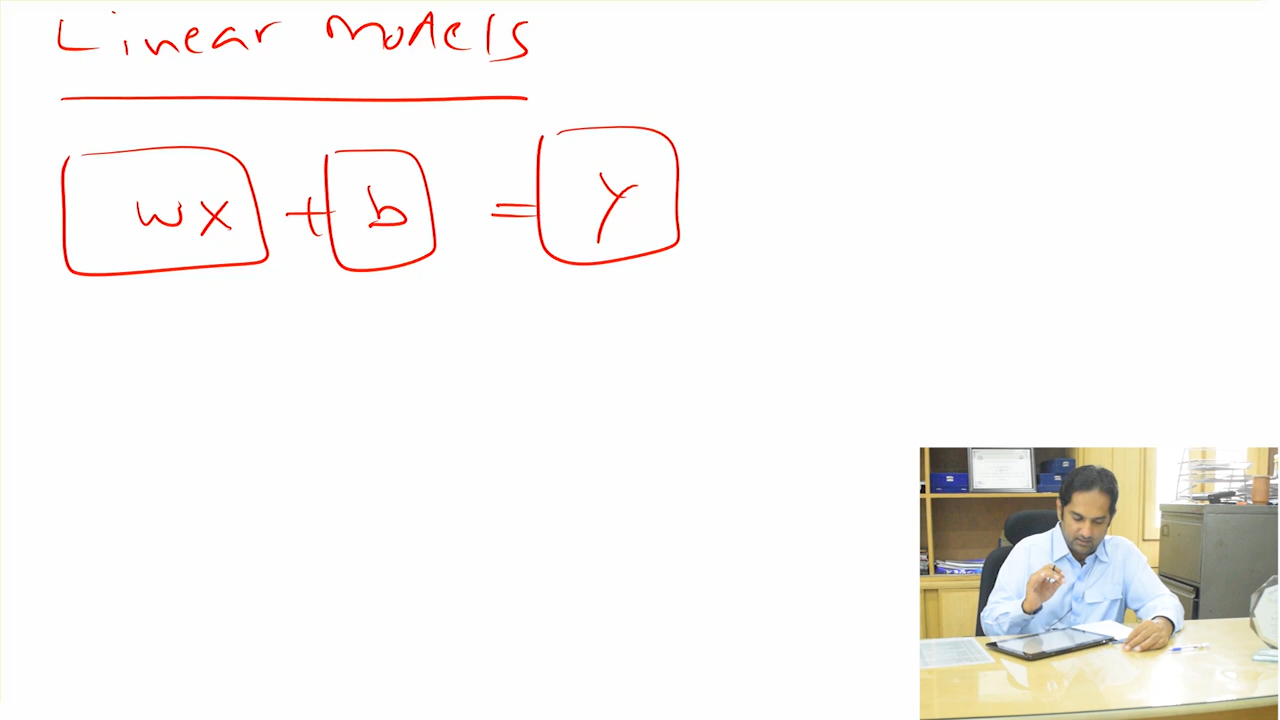 Linear models
wx + b = y